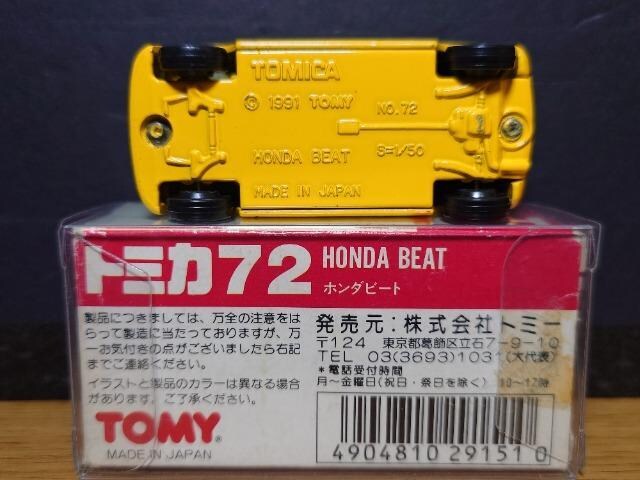 TOMICA
© 1991 TOMY NO.72
HONDA BEAT S=1/50
MADE IN JAPAN
トミカ72 HONDA BEAT
ホンダビート
製品につきましては、万全の注意をは
らって製造に当たっておりますが、万
一お気付きの点がございましたら右記
までご連絡ください。
イラストと製品のカラーは異なる場合
があります。ご了承ください。
TOMY
MADE IN JAPAN
発売元：株式会社トミー
〒124 東京都葛飾区立石7-9-10
TEL 03(3693)1031(大代表)
*電話受付時間
月〜金曜日(祝日・祭日を除く) 10〜12時
4904810 29151 0